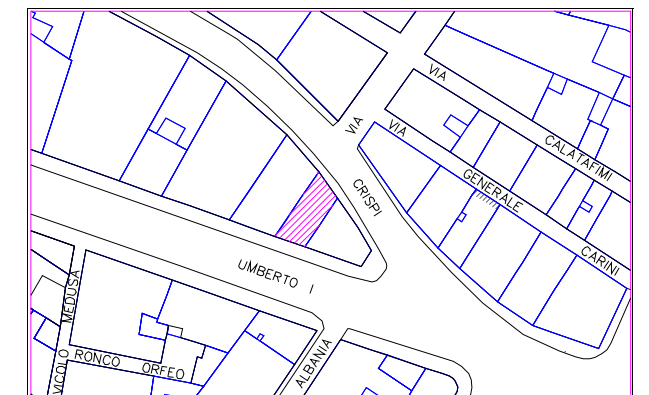 VIA
CALATAFIMI
VIA
GENERALE
CARINI
VIA
CRISPI
UMBERTO I
MEDUSA
VICOLO
RONCO
ORFEO
ALBANIA